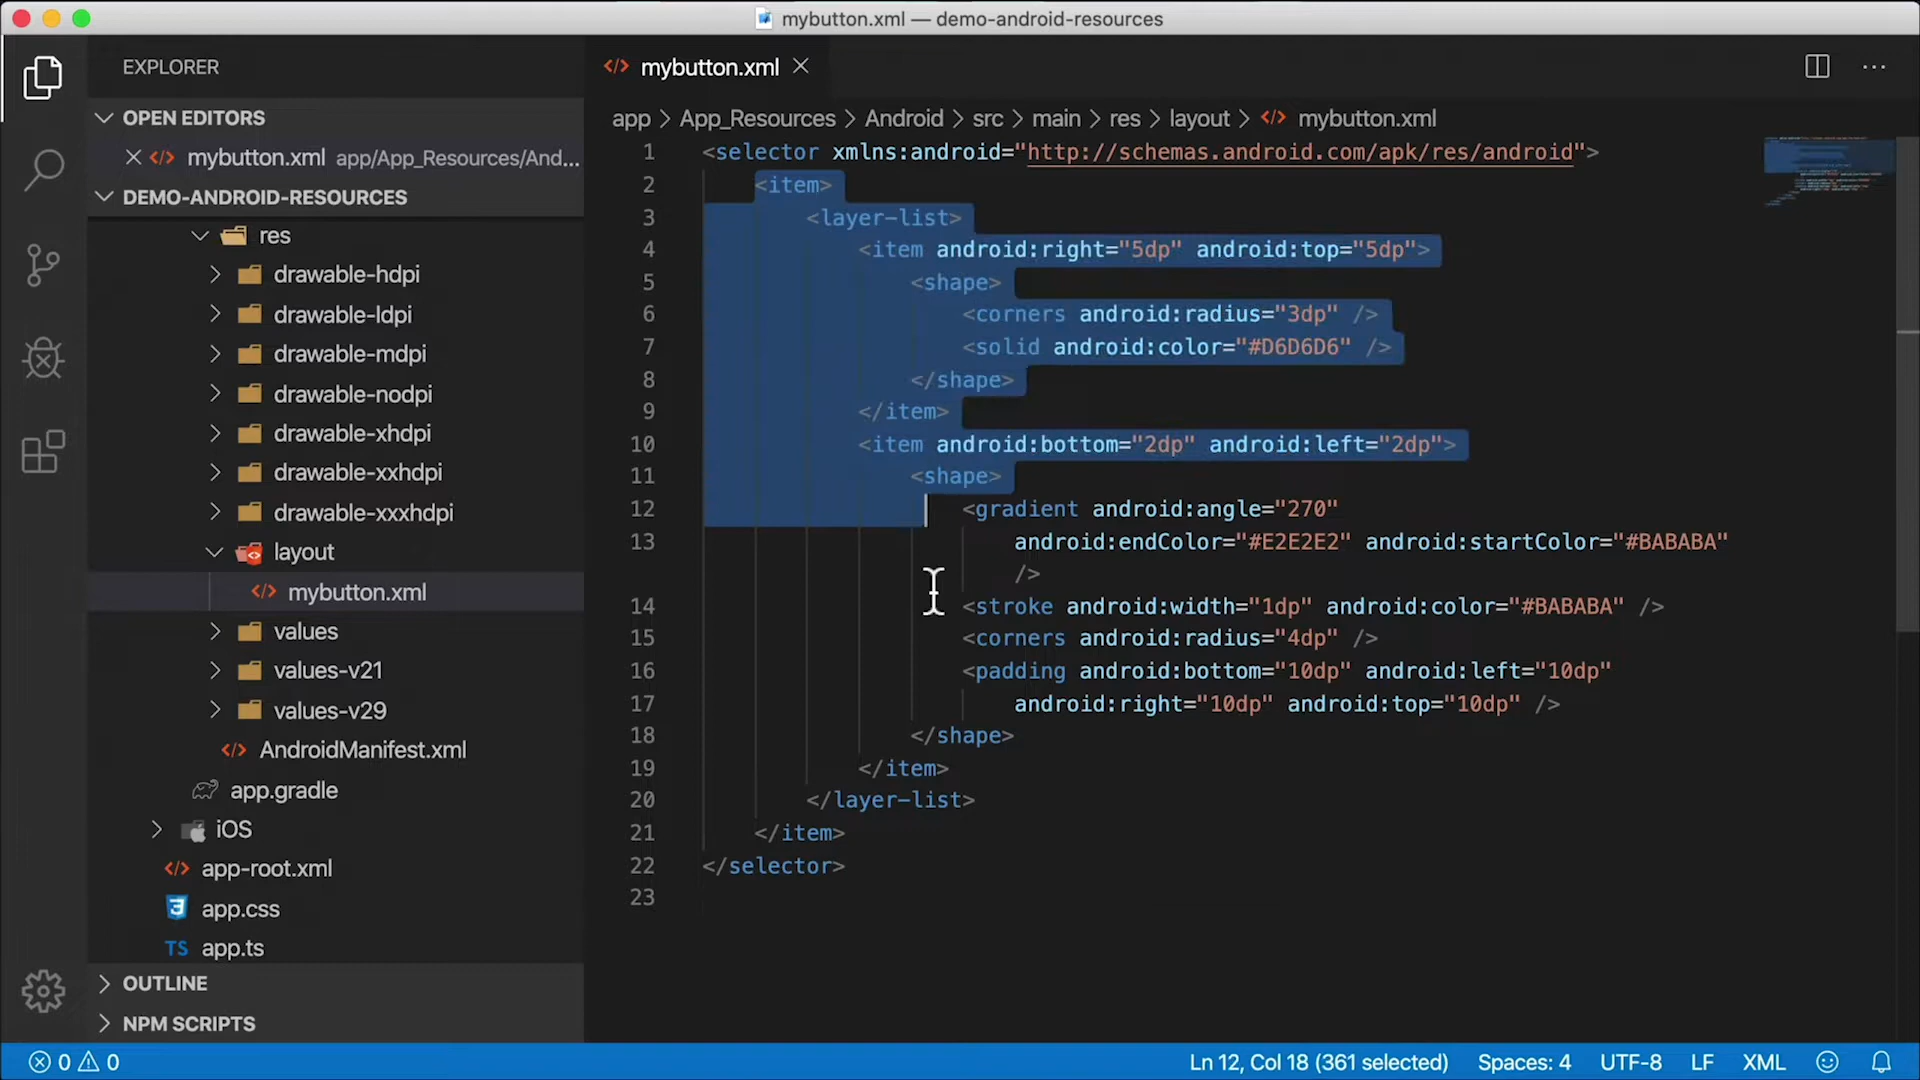 mybutton.xml — demo-android-resources
EXPLORER
OPEN EDITORS
mybutton.xml app/App_Resources/And...
DEMO-ANDROID-RESOURCES
res
drawable-hdpi
drawable-ldpi
drawable-mdpi
drawable-nodpi
drawable-xhdpi
drawable-xxhdpi
drawable-xxxhdpi
layout
mybutton.xml
values
values-v21
values-v29
AndroidManifest.xml
app.gradle
iOS
app-root.xml
app.css
TS app.ts
OUTLINE
NPM SCRIPTS
mybutton.xml
app > App_Resources > Android > src > main > res > layout > mybutton.xml
1 <selector xmlns:android="http://schemas.android.com/apk/res/android">
2 <item>
3 <layer-list>
4 <item android:right="5dp" android:top="5dp">
5 <shape>
6 <corners android:radius="3dp" />
7 <solid android:color="#D6D6D6" />
8 </shape>
9 </item>
10 <item android:bottom="2dp" android:left="2dp">
11 <shape>
12 <gradient android:angle="270"
13 android:endColor="#E2E2E2" android:startColor="#BABABA"
/>
14 <stroke android:width="1dp" android:color="#BABABA" />
15 <corners android:radius="4dp" />
16 <padding android:bottom="10dp" android:left="10dp"
17 android:right="10dp" android:top="10dp" />
18 </shape>
19 </item>
20 </layer-list>
21 </item>
22 </selector>
23
0 0
Ln 12, Col 18 (361 selected) Spaces: 4 UTF-8 LF XML